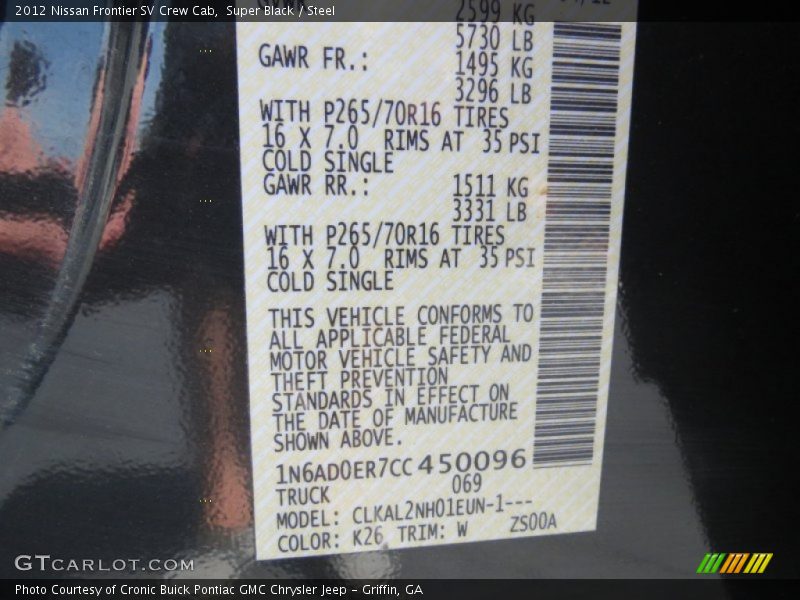 2012 Nissan Frontier SV Crew Cab, Super Black / Steel
2599 KG
5730 LB
GAWR FR.: 1495 KG
3296 LB
WITH P265/70R16 TIRES
16 X 7.0 RIMS AT 35 PSI
COLD SINGLE
GAWR RR.: 1511 KG
3331 LB
WITH P265/70R16 TIRES
16 X 7.0 RIMS AT 35 PSI
COLD SINGLE
THIS VEHICLE CONFORMS TO
ALL APPLICABLE FEDERAL
MOTOR VEHICLE SAFETY AND
THEFT PREVENTION
STANDARDS IN EFFECT ON
THE DATE OF MANUFACTURE
SHOWN ABOVE.
1N6AD0ER7CC450096
TRUCK 069
MODEL: CLKAL2NH01EUN-1---
COLOR: K26 TRIM: W ZS00A
GTCARLOT.COM
Photo Courtesy of Cronic Buick Pontiac GMC Chrysler Jeep - Griffin, GA